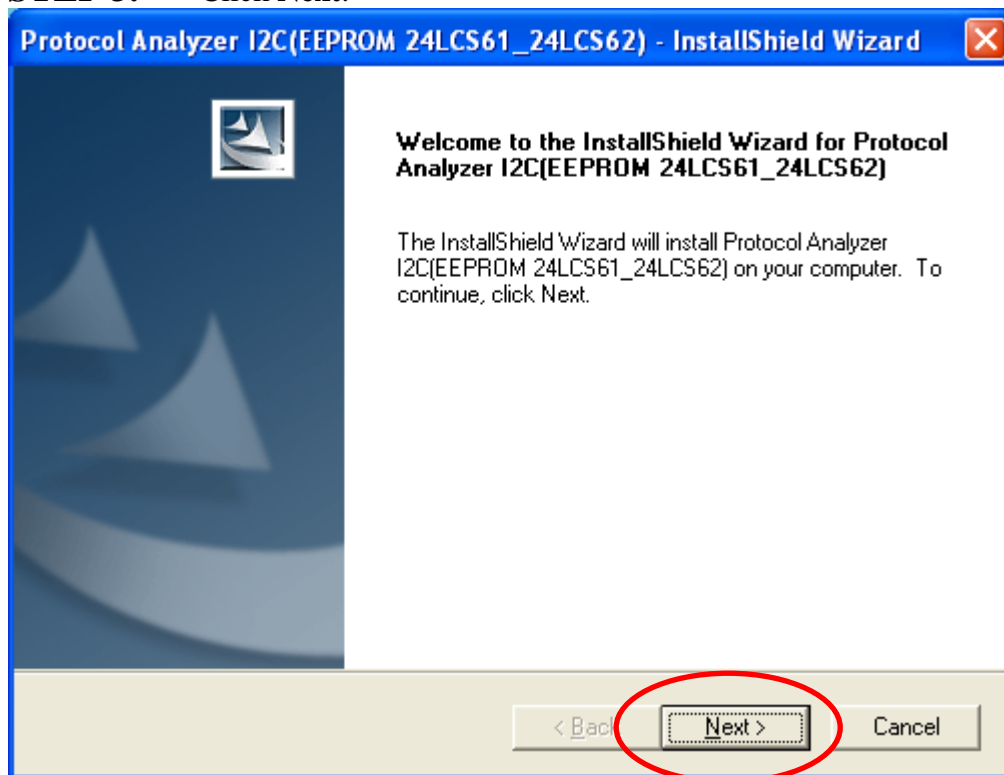 Protocol Analyzer I2C(EEPROM 24LCS61_24LCS62) - InstallShield Wizard
Welcome to the InstallShield Wizard for Protocol
Analyzer I2C(EEPROM 24LCS61_24LCS62)
The InstallShield Wizard will install Protocol Analyzer
I2C(EEPROM 24LCS61_24LCS62) on your computer. To
continue, click Next.
< Back
Next >
Cancel